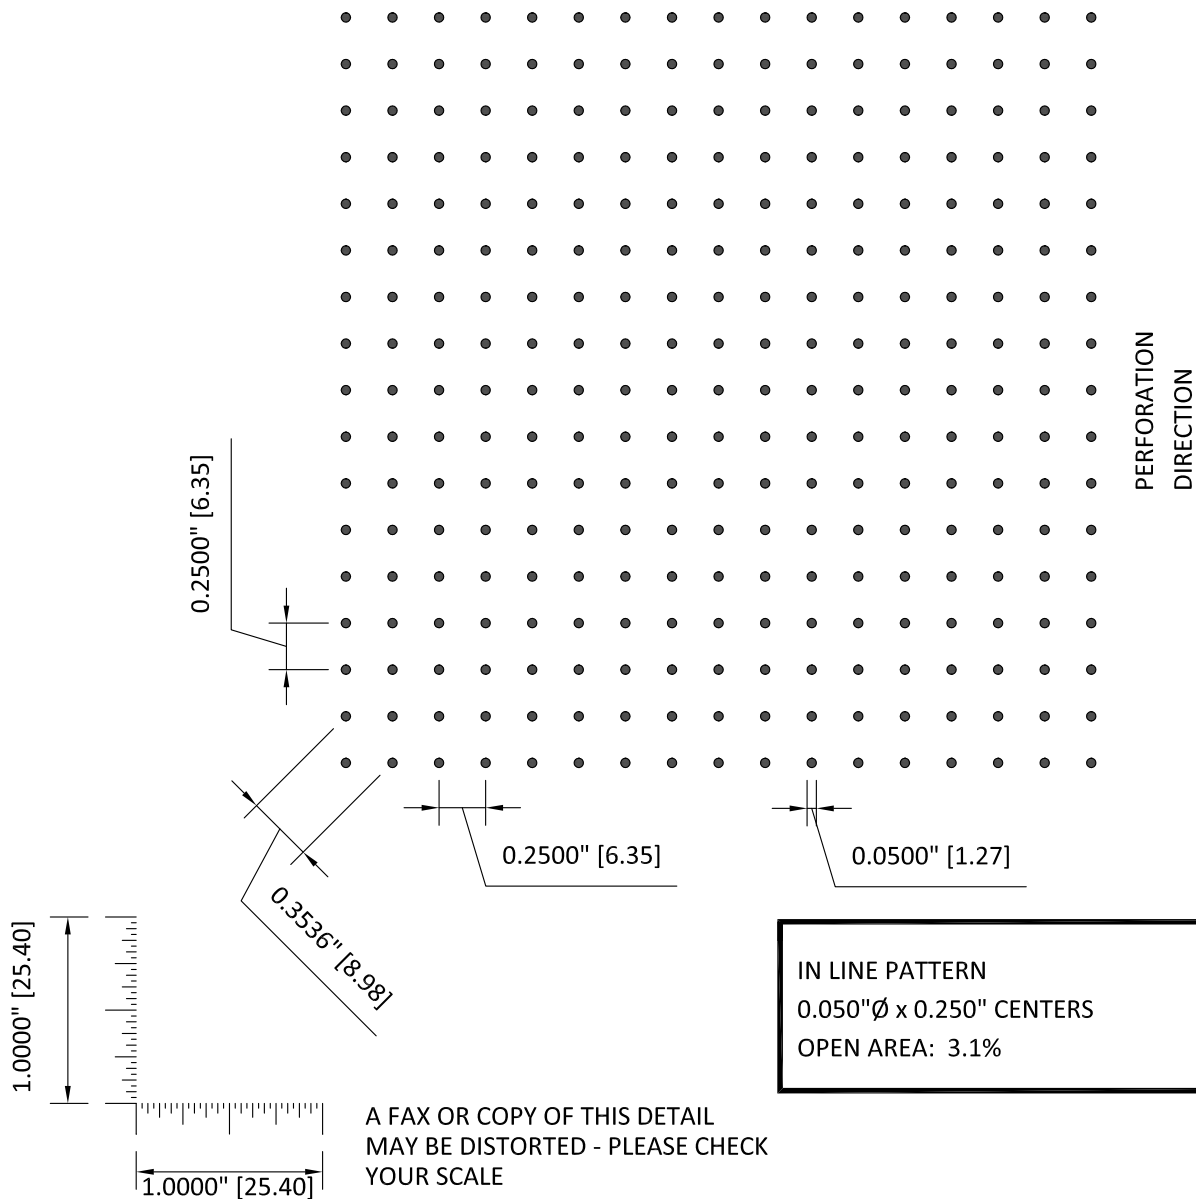 PERFORATION
DIRECTION
0.2500" [6.35]
0.2500" [6.35]
0.0500" [1.27]
0.3536" [8.98]
1.0000" [25.40]
IN LINE PATTERN
0.050"Ø x 0.250" CENTERS
OPEN AREA: 3.1%
A FAX OR COPY OF THIS DETAIL
MAY BE DISTORTED - PLEASE CHECK
YOUR SCALE
1.0000" [25.40]